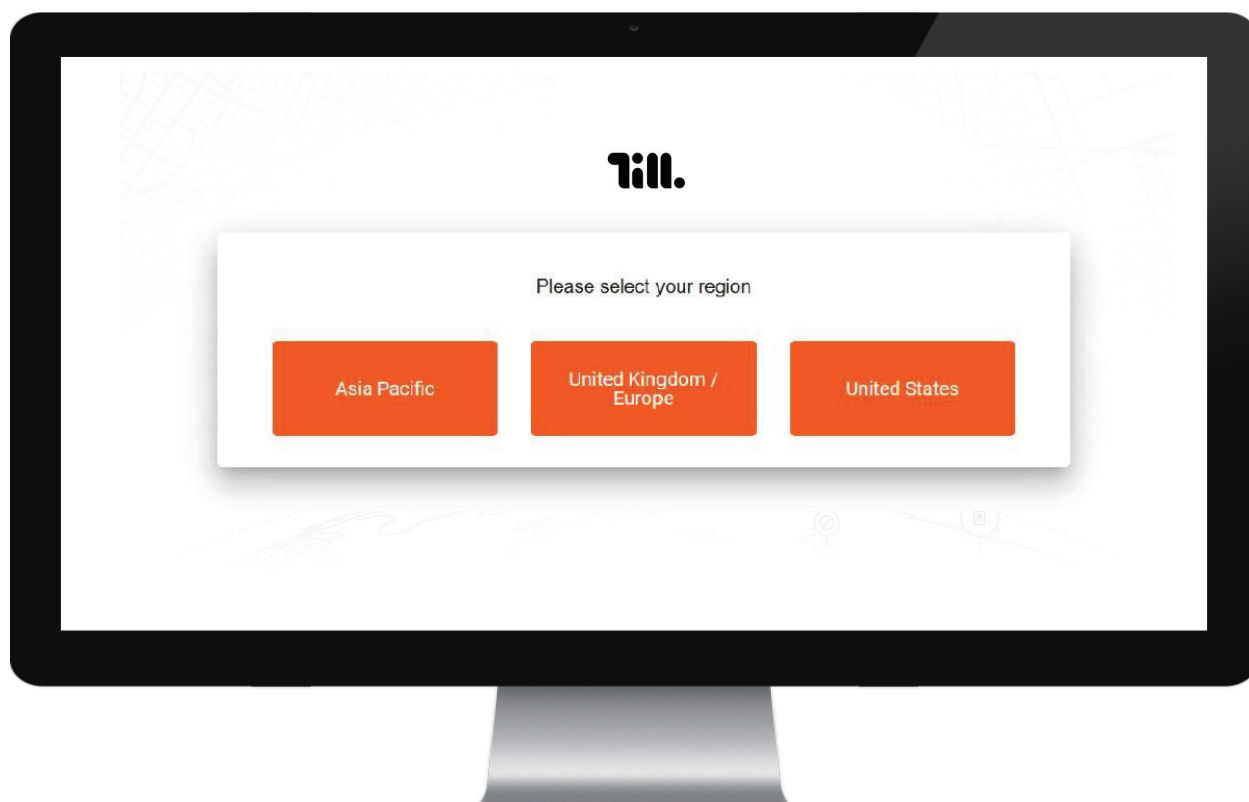 Till.
Please select your region
Asia Pacific
United Kingdom /
Europe
United States